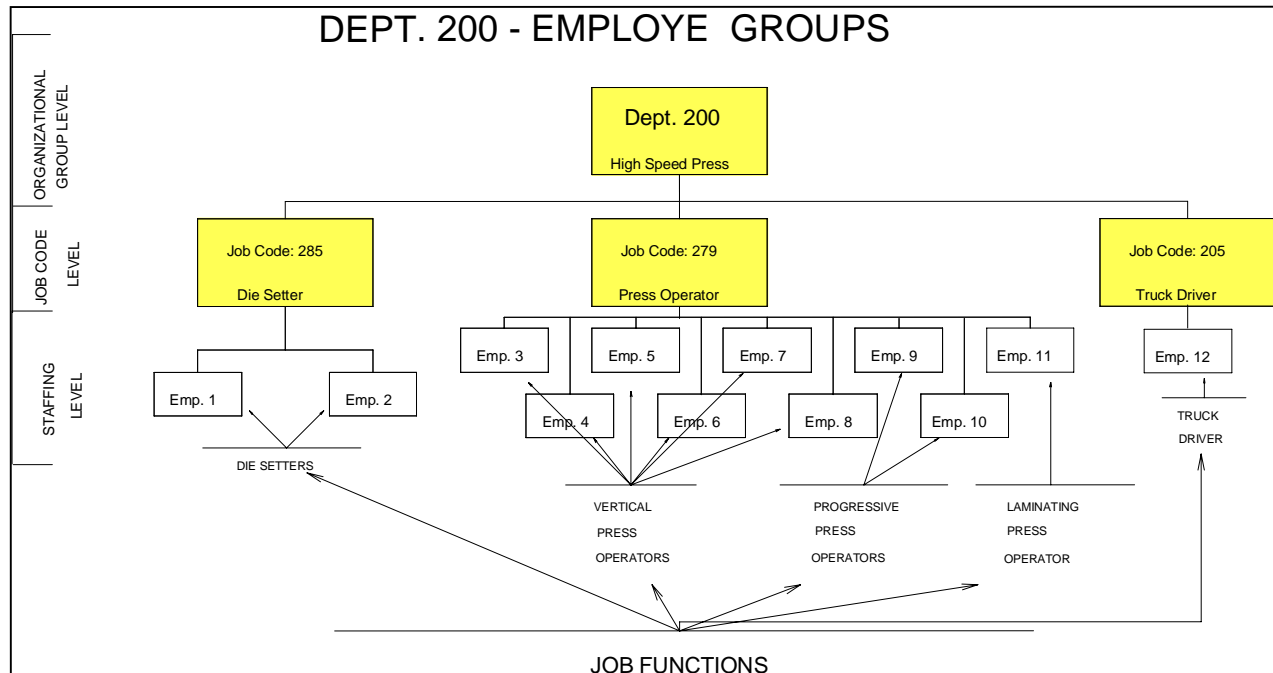 DEPT. 200 - EMPLOYE GROUPS
ORGANIZATIONAL
GROUP LEVEL
Dept. 200
High Speed Press
JOB CODE
LEVEL
Job Code: 285
Die Setter
Job Code: 279
Press Operator
Job Code: 205
Truck Driver
STAFFING
LEVEL
Emp. 1
Emp. 2
Emp. 3
Emp. 5
Emp. 7
Emp. 9
Emp. 11
Emp. 12
Emp. 4
Emp. 6
Emp. 8
Emp. 10
DIE SETTERS
TRUCK
DRIVER
VERTICAL
PRESS
OPERATORS
PROGRESSIVE
PRESS
OPERATORS
LAMINATING
PRESS
OPERATOR
JOB FUNCTIONS